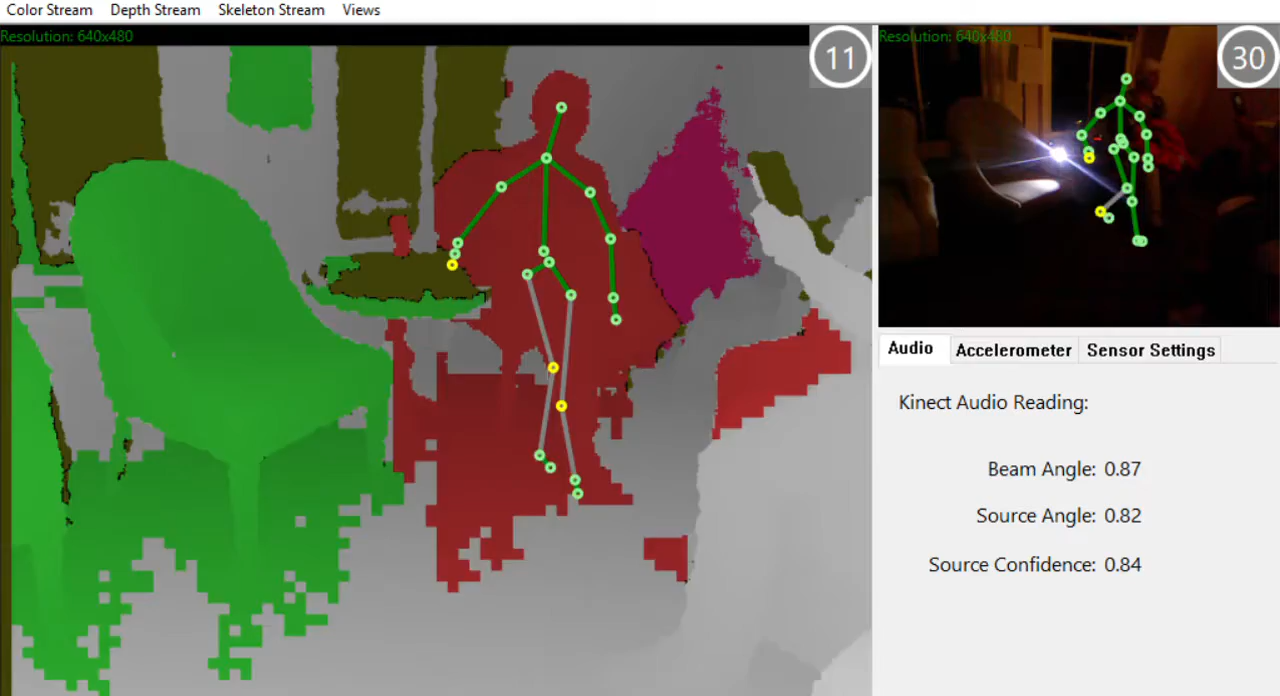 Color Stream Depth Stream Skeleton Stream Views
Resolution: 640x480
11
Resolution: 640x480
30
Audio Accelerometer Sensor Settings
Kinect Audio Reading:
Beam Angle: 0.87
Source Angle: 0.82
Source Confidence: 0.84